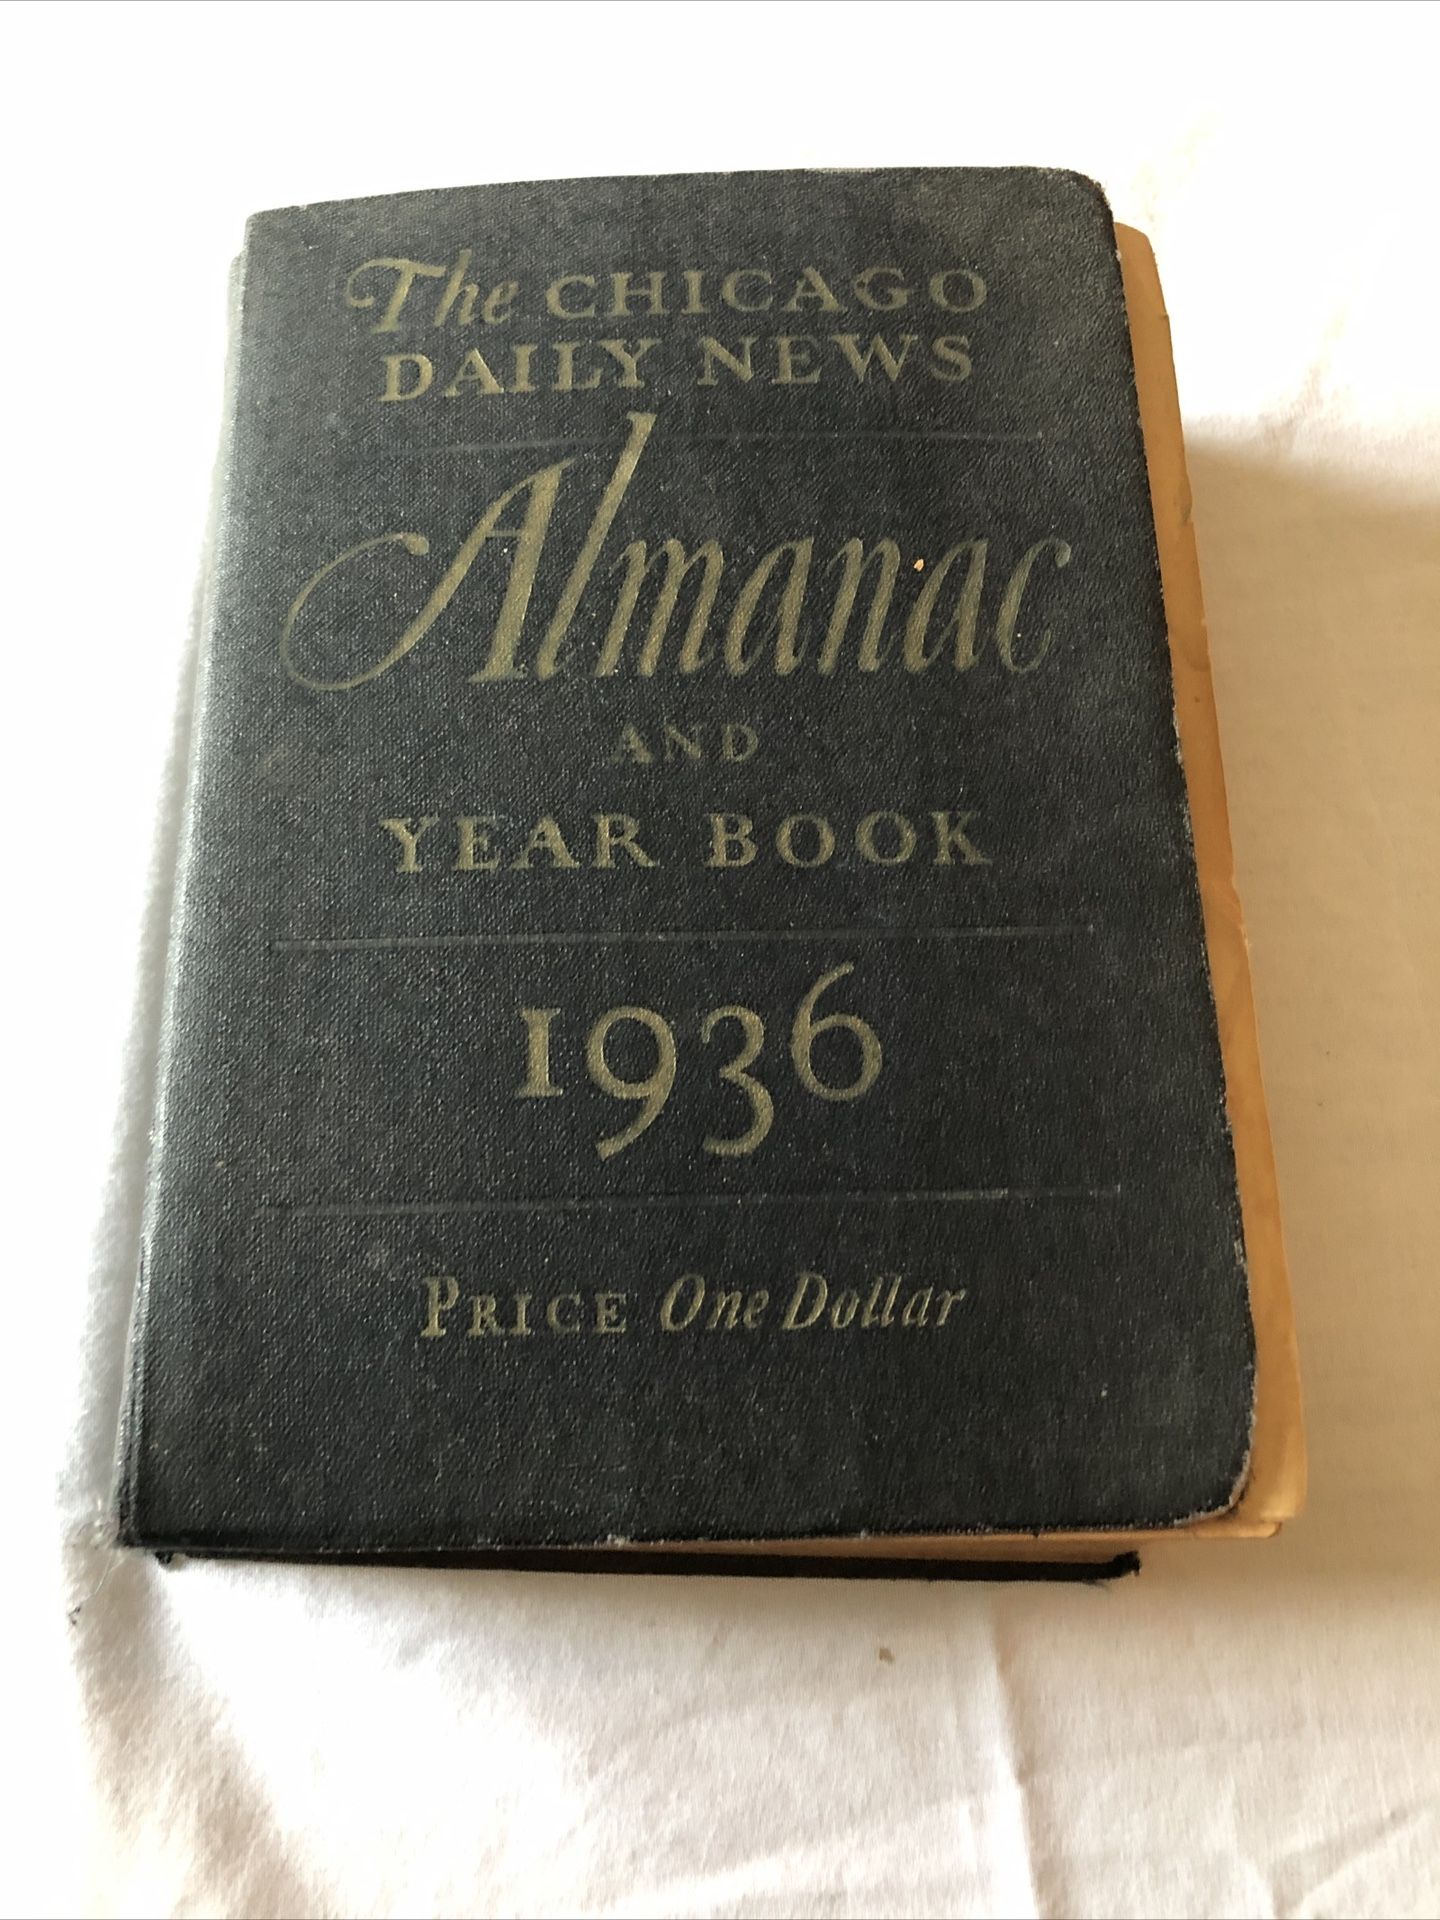 The CHICAGO
DAILY NEWS
Almanac
AND
YEAR BOOK
1936
PRICE One Dollar